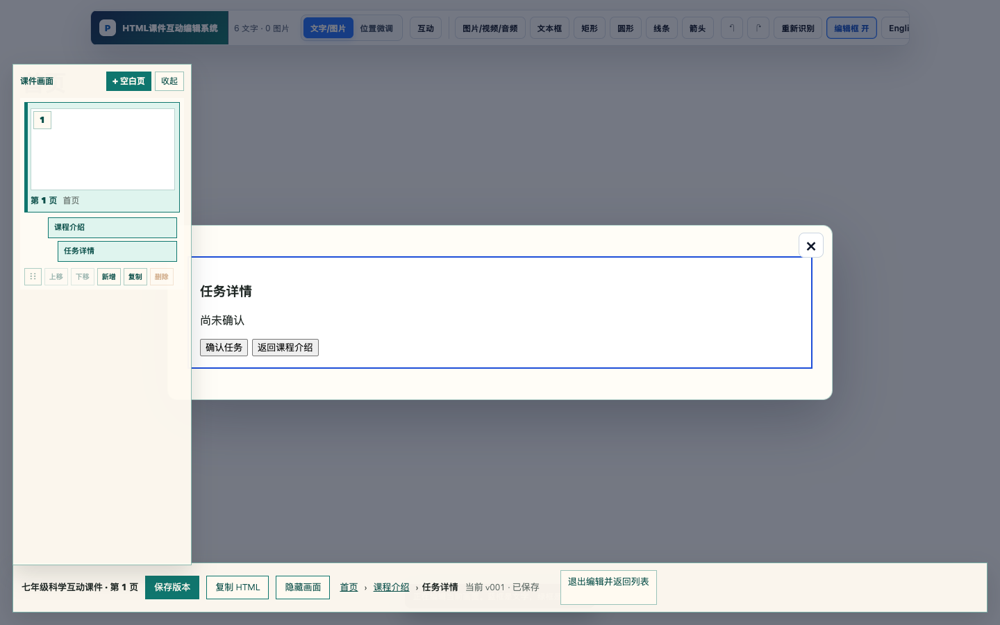 P HTML课件互动编辑系统 6 文字 · 0 图片 文字/图片 位置微调 互动 图片/视频/音频 文本框 矩形 圆形 线条 箭头 重新识别 编辑框 开 Engli
课件画面 + 空白页 收起
1
第 1 页 首页
课程介绍
任务详情
上移 下移 新增 复制 删除
×
任务详情
尚未确认
确认任务 返回课程介绍
七年级科学互动课件 · 第 1 页 保存版本 复制 HTML 隐藏画面 首页 › 课程介绍 › 任务详情 当前 v001 · 已保存 退出编辑并返回列表